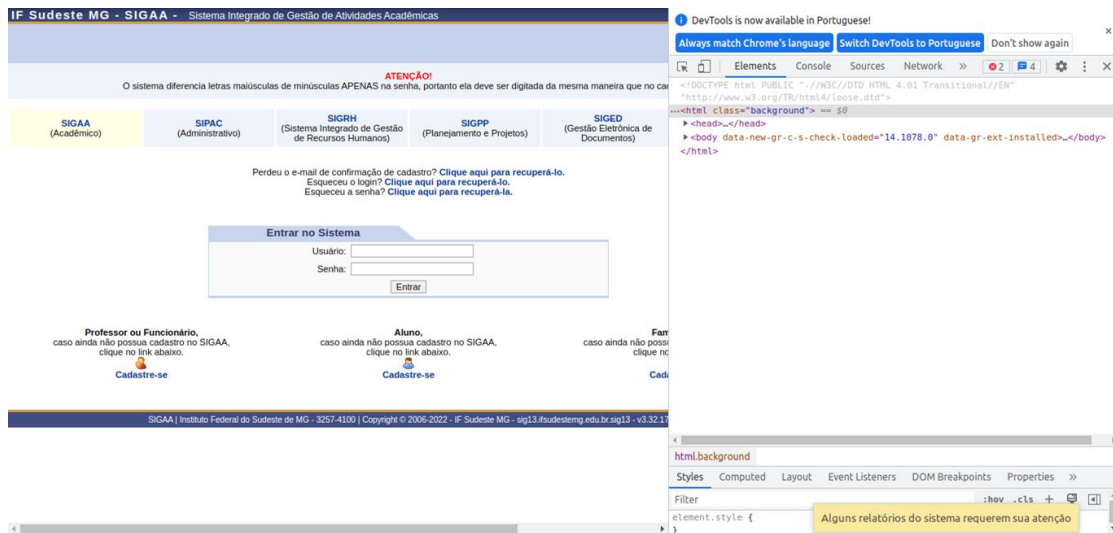 IF Sudeste MG - SIGAA - Sistema Integrado de Gestão de Atividades Acadêmicas
ATENÇÃO!
O sistema diferencia letras maiúsculas de minúsculas APENAS na senha, portanto ela deve ser digitada da mesma maneira que no ca
SIGAA
(Acadêmico)
SIPAC
(Administrativo)
SIGRH
(Sistema Integrado de Gestão
de Recursos Humanos)
SIGPP
(Planejamento e Projetos)
SIGED
(Gestão Eletrônica de
Documentos)
Perdeu o e-mail de confirmação de cadastro? Clique aqui para recuperá-lo.
Esqueceu o login? Clique aqui para recuperá-lo.
Esqueceu a senha? Clique aqui para recuperá-la.
Entrar no Sistema
Usuário:
Senha:
Entrar
Professor ou Funcionário,
caso ainda não possua cadastro no SIGAA,
clique no link abaixo.
Cadastre-se
Aluno,
caso ainda não possua cadastro no SIGAA,
clique no link abaixo.
Cadastre-se
Fam
caso ainda não poss
clique no
Cada
SIGAA | Instituto Federal do Sudeste de MG - 3257-4100 | Copyright © 2006-2022 - IF Sudeste MG - sig13.ifsudestemg.edu.br.sig13 - v3.32.17
DevTools is now available in Portuguese!
Always match Chrome's language Switch DevTools to Portuguese Don't show again
Elements Console Sources Network » 2 4
<!DOCTYPE html PUBLIC "-//W3C//DTD HTML 4.01 Transitional//EN"
"http://www.w3.org/TR/html4/loose.dtd">
...<html class="background"> == $0
<head>…</head>
<body data-new-gr-c-s-check-loaded="14.1078.0" data-gr-ext-installed>…</body>
</html>
html.background
Styles Computed Layout Event Listeners DOM Breakpoints Properties »
Filter :hov .cls +
element.style {
}
Alguns relatórios do sistema requerem sua atenção